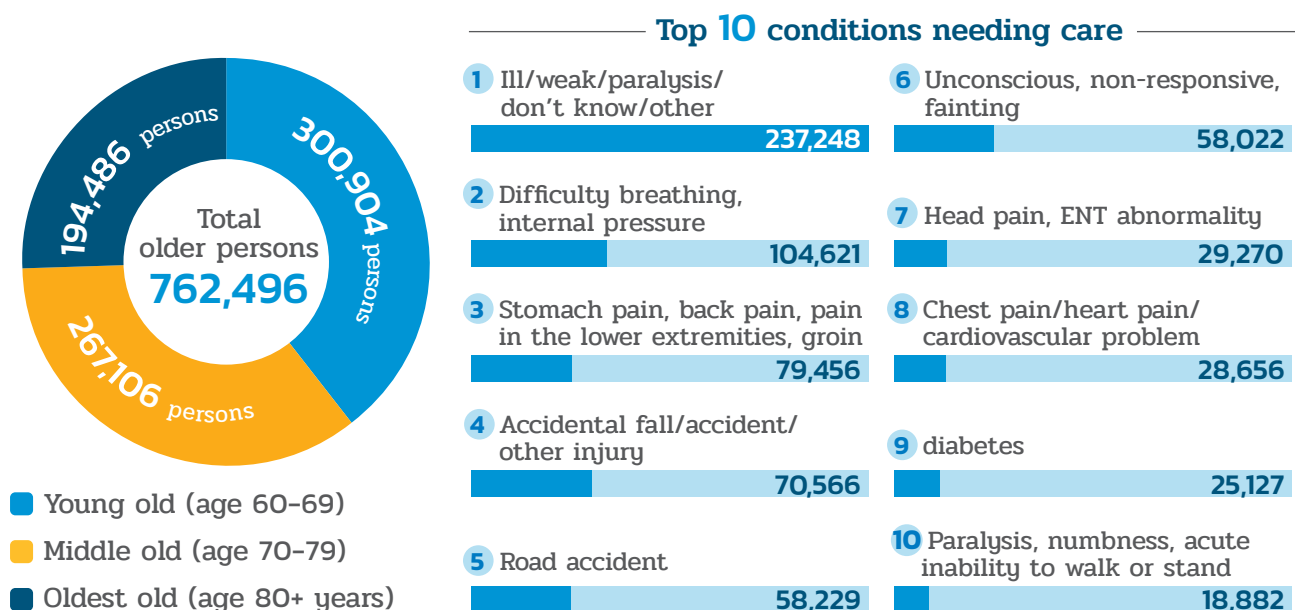 194,486 persons
300,904 persons
267,106 persons
Total
older persons
762,496
Young old (age 60-69)
Middle old (age 70-79)
Oldest old (age 80+ years)
Top 10 conditions needing care
1 Ill/weak/paralysis/
don't know/other
237,248
2 Difficulty breathing,
internal pressure
104,621
3 Stomach pain, back pain, pain
in the lower extremities, groin
79,456
4 Accidental fall/accident/
other injury
70,566
5 Road accident
58,229
6 Unconscious, non-responsive,
fainting
58,022
7 Head pain, ENT abnormality
29,270
8 Chest pain/heart pain/
cardiovascular problem
28,656
9 diabetes
25,127
10 Paralysis, numbness, acute
inability to walk or stand
18,882